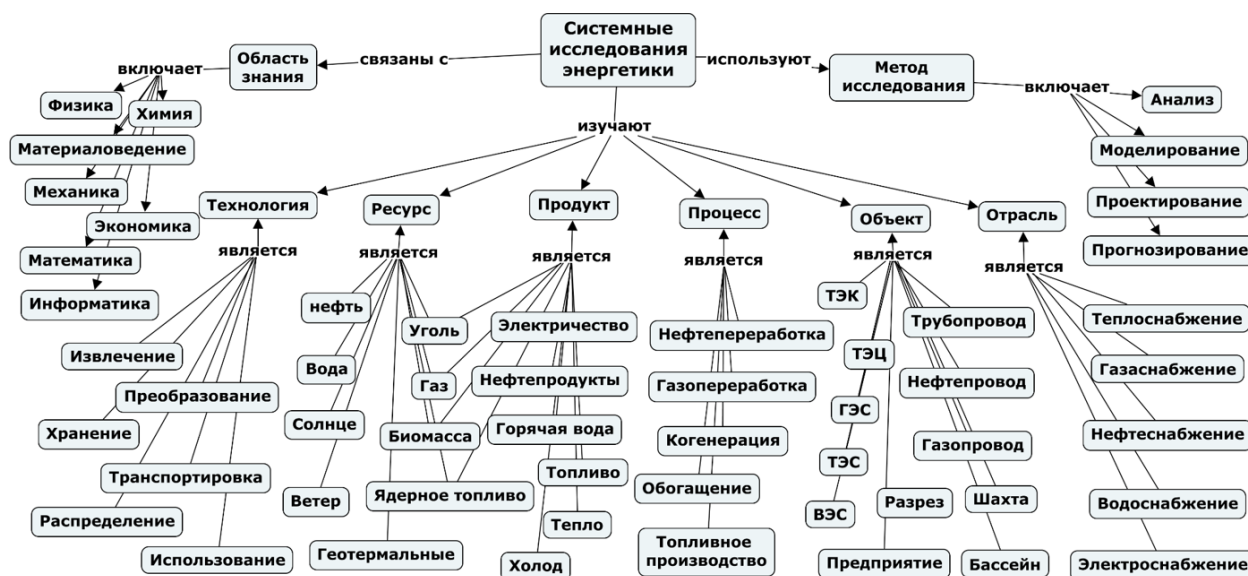 Системные
исследования
энергетики
связаны с
используют
изучают
Область
знания
включает
Физика
Химия
Материаловедение
Механика
Экономика
Математика
Информатика
Метод
исследования
включает
Анализ
Моделирование
Проектирование
Прогнозирование
Технология
является
Извлечение
Преобразование
Хранение
Транспортировка
Распределение
Использование
Ресурс
является
нефть
Уголь
Вода
Газ
Солнце
Биомасса
Ветер
Ядерное топливо
Геотермальные
Продукт
является
Электричество
Нефтепродукты
Горячая вода
Топливо
Тепло
Холод
Процесс
является
Нефтепереработка
Газопереработка
Когенерация
Обогащение
Топливное
производство
Объект
является
ТЭК
Трубопровод
ТЭЦ
Нефтепровод
ГЭС
Газопровод
ТЭС
Шахта
Разрез
ВЭС
Предприятие
Бассейн
Отрасль
является
Теплоснабжение
Газаснабжение
Нефтеснабжение
Водоснабжение
Электроснабжение